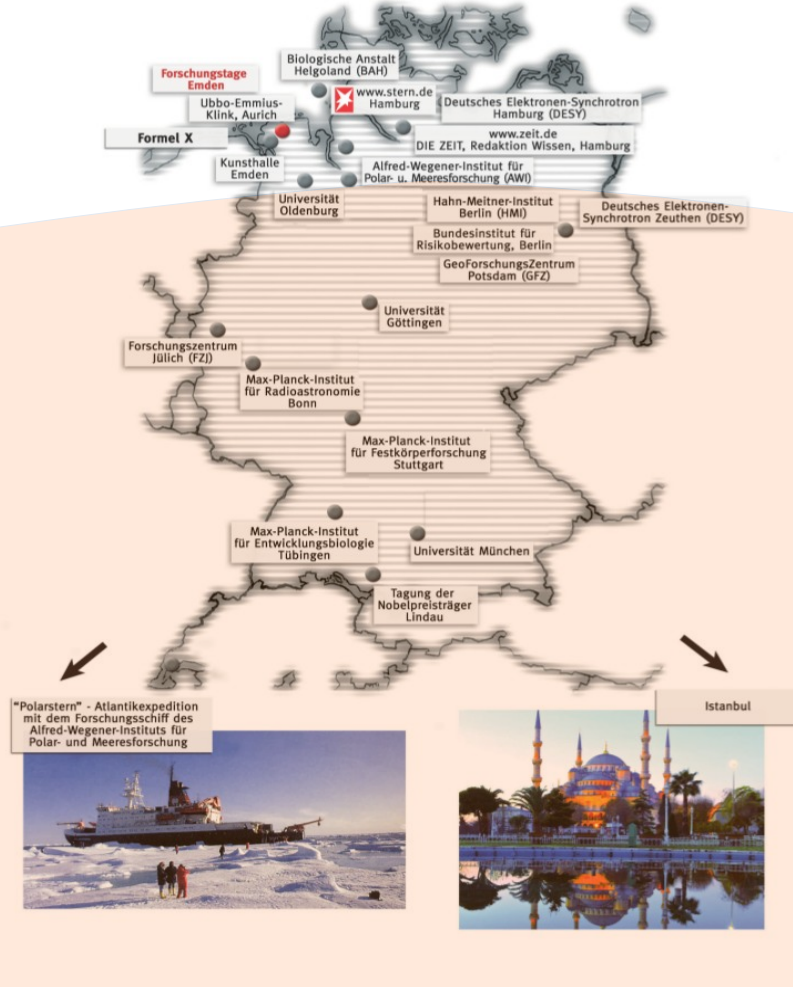 Biologische Anstalt
Helgoland (BAH)
Forschungstage
Emden
www.stern.de
Hamburg
Ubbo-Emmius-
Klink, Aurich
Deutsches Elektronen-Synchrotron
Hamburg (DESY)
Formel X
www.zeit.de
DIE ZEIT, Redaktion Wissen, Hamburg
Kunsthalle
Emden
Alfred-Wegener-Institut für
Polar- u. Meeresforschung (AWI)
Universität
Oldenburg
Hahn-Meitner-Institut
Berlin (HMI)
Deutsches Elektronen-
Synchrotron Zeuthen (DESY)
Bundesinstitut für
Risikobewertung, Berlin
GeoForschungsZentrum
Potsdam (GFZ)
Universität
Göttingen
Forschungszentrum
Jülich (FZJ)
Max-Planck-Institut
für Radioastronomie
Bonn
Max-Planck-Institut
für Festkörperforschung
Stuttgart
Max-Planck-Institut
für Entwicklungsbiologie
Tübingen
Universität München
Tagung der
Nobelpreisträger
Lindau
"Polarstern" - Atlantikexpedition
mit dem Forschungsschiff des
Alfred-Wegener-Instituts für
Polar- und Meeresforschung
Istanbul